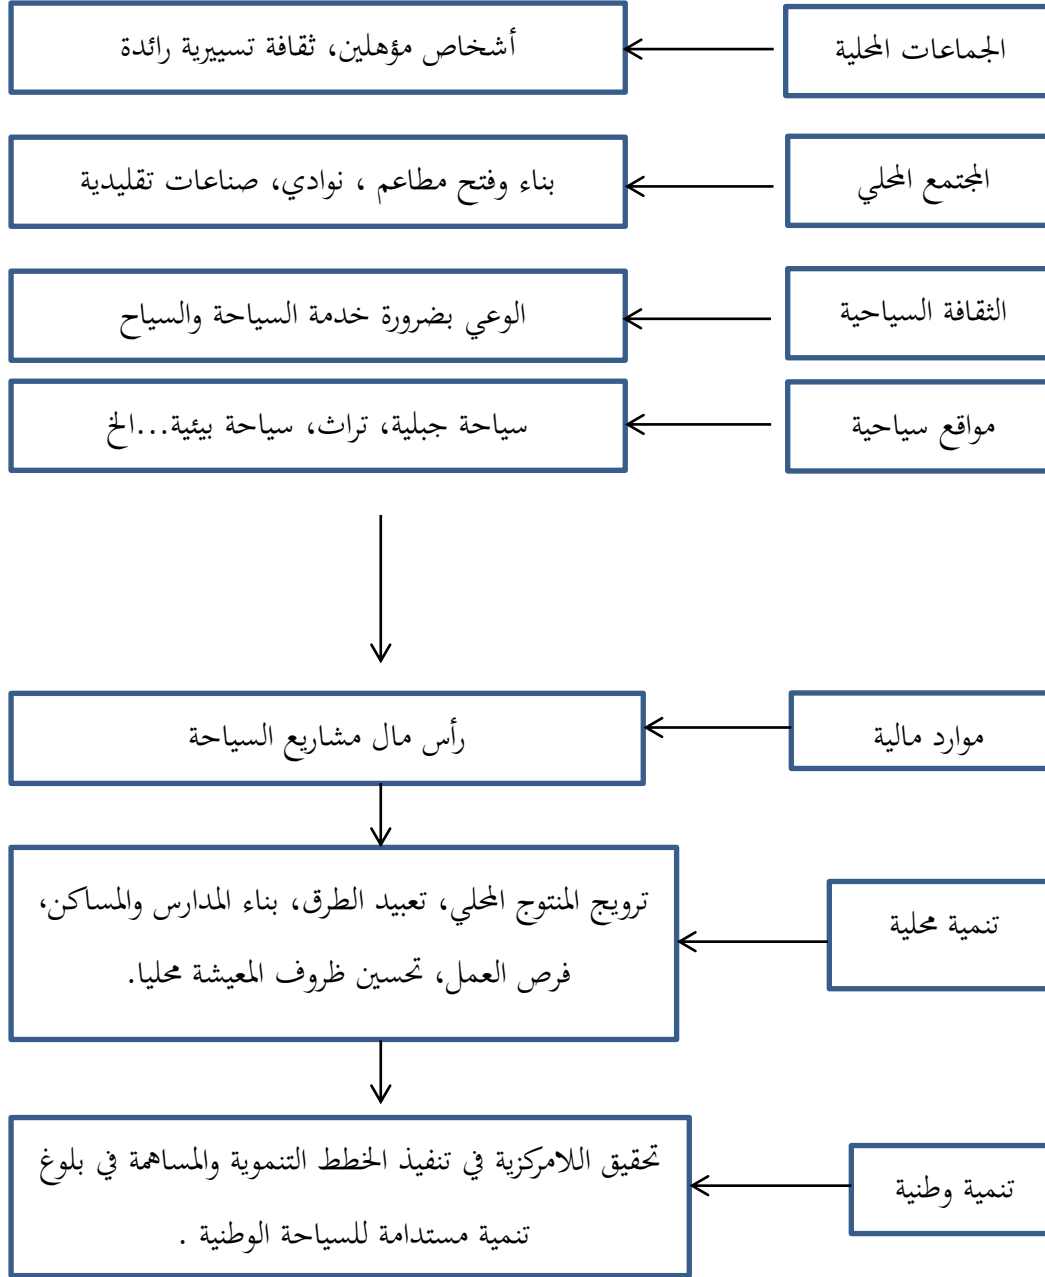 الجماعات المحلية
أشخاص مؤهلين، ثقافة تسييرية رائدة
المجتمع المحلي
بناء وفتح مطاعم ، نوادي، صناعات تقليدية
الثقافة السياحية
الوعي بضرورة خدمة السياحة والسياح
مواقع سياحية
سياحة جبلية، تراث، سياحة بيئية...الخ
موارد مالية
رأس مال مشاريع السياحة
تنمية محلية
ترويج المنتوج المحلي، تعبيد الطرق، بناء المدارس والمساكن،
فرص العمل، تحسين ظروف المعيشة محليا.
تنمية وطنية
تحقيق اللامركزية في تنفيذ الخطط التنموية والمساهمة في بلوغ
تنمية مستدامة للسياحة الوطنية .